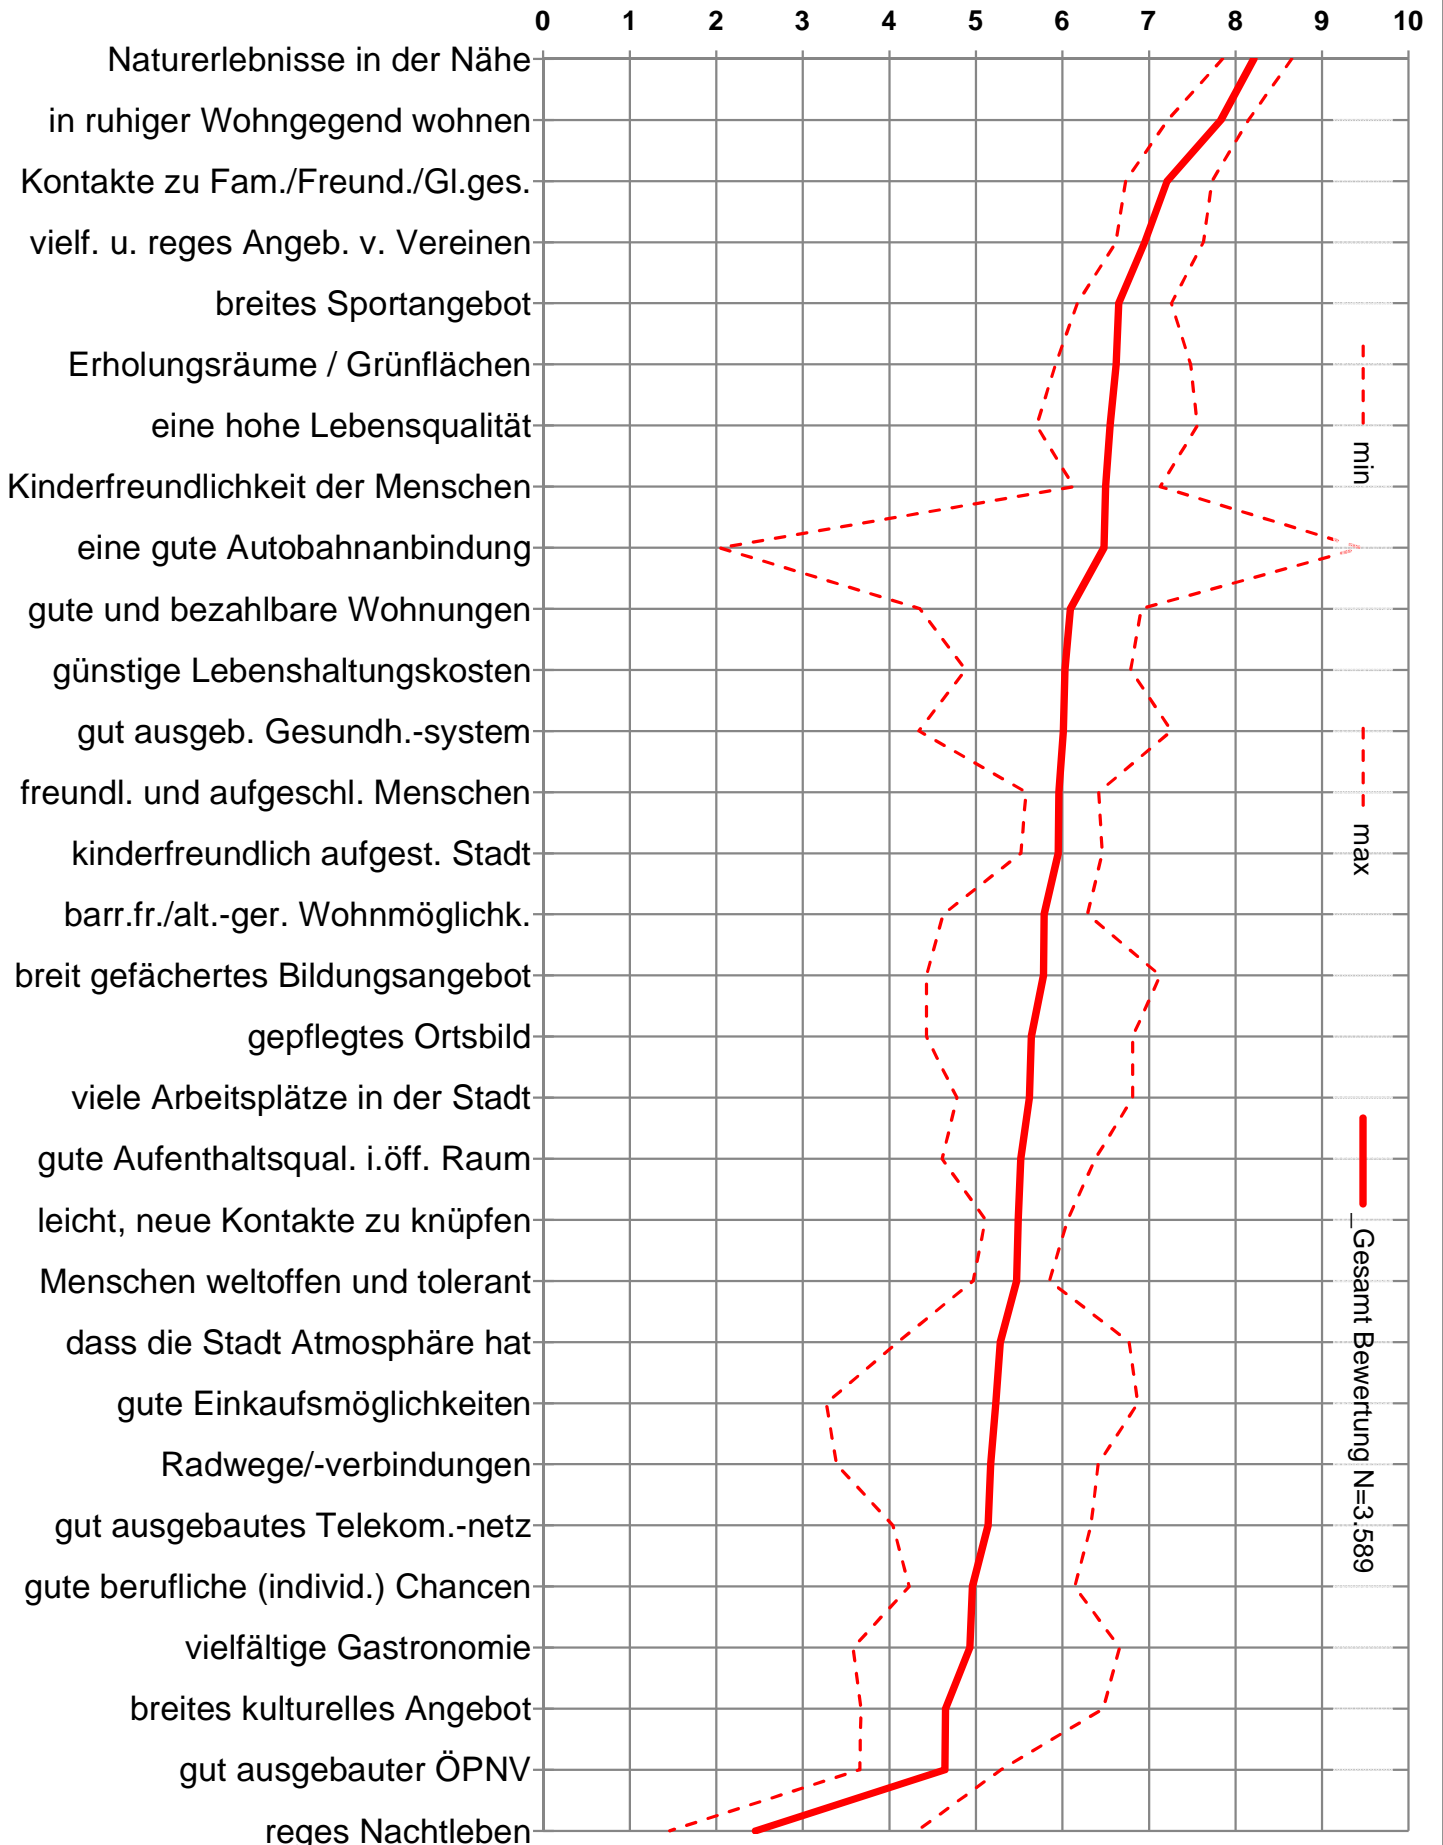 0 1 2 3 4 5 6 7 8 9 10
Naturerlebnisse in der Nähe
in ruhiger Wohngegend wohnen
Kontakte zu Fam./Freund./Gl.ges.
vielf. u. reges Angeb. v. Vereinen
breites Sportangebot
Erholungsräume / Grünflächen
eine hohe Lebensqualität
Kinderfreundlichkeit der Menschen
eine gute Autobahnanbindung
gute und bezahlbare Wohnungen
günstige Lebenshaltungskosten
gut ausgeb. Gesundh.-system
freundl. und aufgeschl. Menschen
kinderfreundlich aufgest. Stadt
barr.fr./alt.-ger. Wohnmöglichk.
breit gefächertes Bildungsangebot
gepflegtes Ortsbild
viele Arbeitsplätze in der Stadt
gute Aufenthaltsqual. i.öff. Raum
leicht, neue Kontakte zu knüpfen
Menschen weltoffen und tolerant
dass die Stadt Atmosphäre hat
gute Einkaufsmöglichkeiten
Radwege/-verbindungen
gut ausgebautes Telekom.-netz
gute berufliche (individ.) Chancen
vielfältige Gastronomie
breites kulturelles Angebot
gut ausgebauter ÖPNV
reges Nachtleben
min
max
_Gesamt Bewertung N=3.589